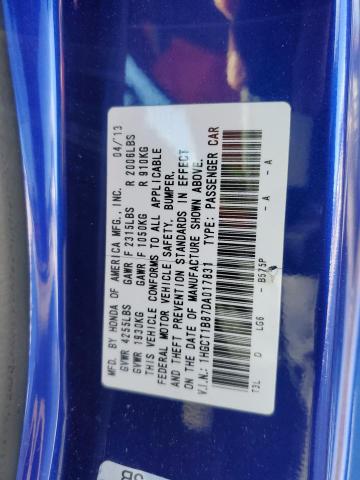 MFD. BY HONDA OF AMERICA MFG., INC. 04/13
GVWR 4255LBS GAWR F 2315LBS R 2006LBS
GVWR 1930KG GAWR F 1050KG R 910KG
THIS VEHICLE CONFORMS TO ALL APPLICABLE
FEDERAL MOTOR VEHICLE SAFETY, BUMPER,
AND THEFT PREVENTION STANDARDS IN EFFECT
ON THE DATE OF MANUFACTURE SHOWN ABOVE.
V.I.N.: 1HGCT1B87DA017831 TYPE: PASSENGER CAR
T3L D LG6 B575P - A - A